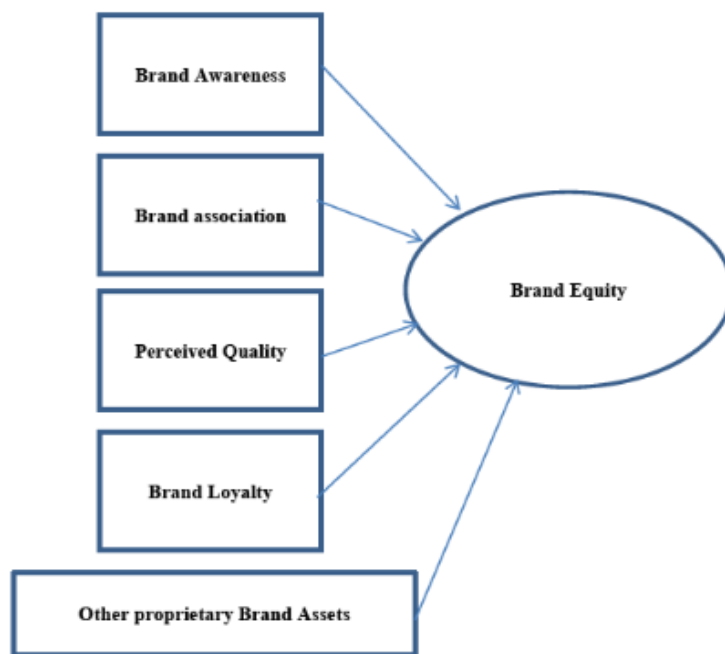 Brand Awareness
Brand association
Brand Equity
Perceived Quality
Brand Loyalty
Other proprietary Brand Assets